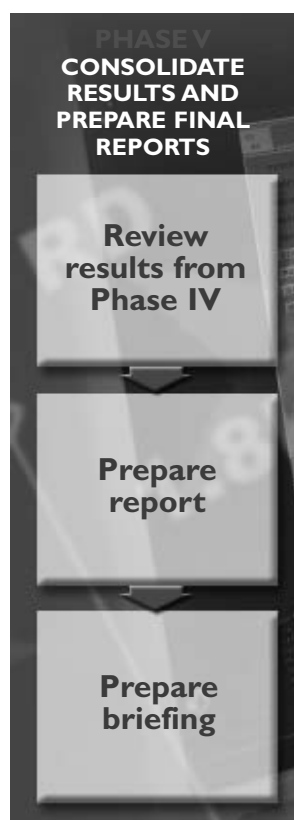 PHASE V
CONSOLIDATE
RESULTS AND
PREPARE FINAL
REPORTS
Review
results from
Phase IV
Prepare
report
Prepare
briefing